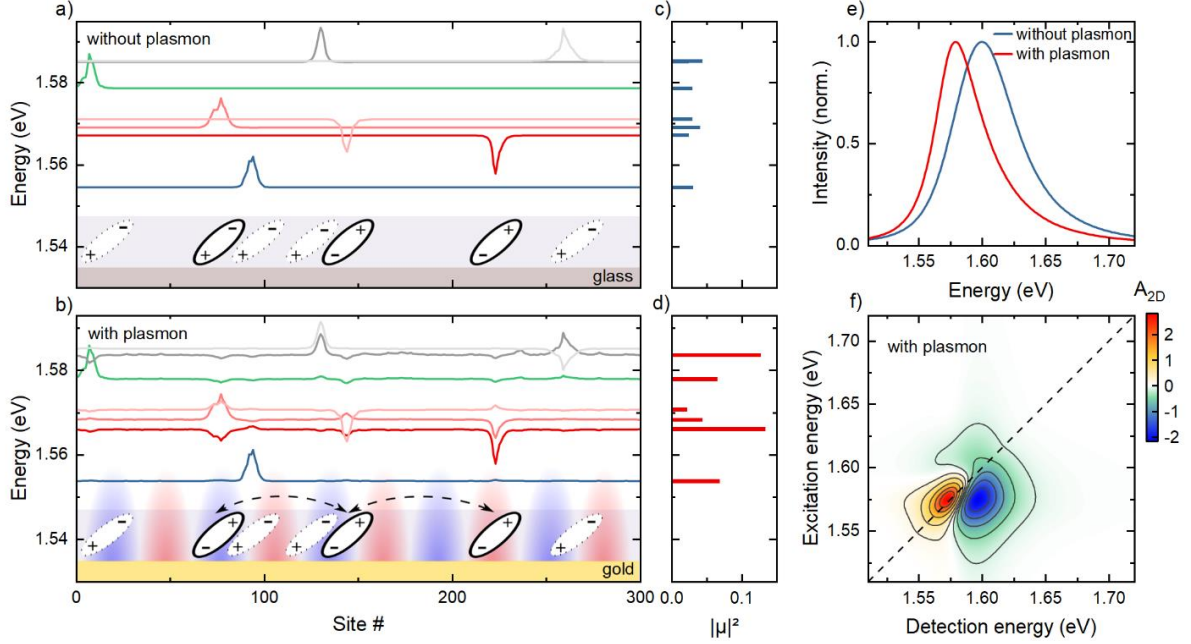 a)
without plasmon
Energy (eV)
1.58
1.56
1.54
- - - - + + -
+ + + + - - +
glass
b)
with plasmon
Energy (eV)
1.58
1.56
1.54
- + - - + + -
+ - + + - - +
gold
0 100 200 300
Site #
c)
d)
0.0 0.1
|µ|²
e)
without plasmon
with plasmon
Intensity (norm.)
1.0
0.5
0.0
1.55 1.60 1.65 1.70
Energy (eV)
f)
with plasmon
Excitation energy (eV)
1.70
1.65
1.60
1.55
1.55 1.60 1.65 1.70
Detection energy (eV)
A2D
2
1
0
-1
-2